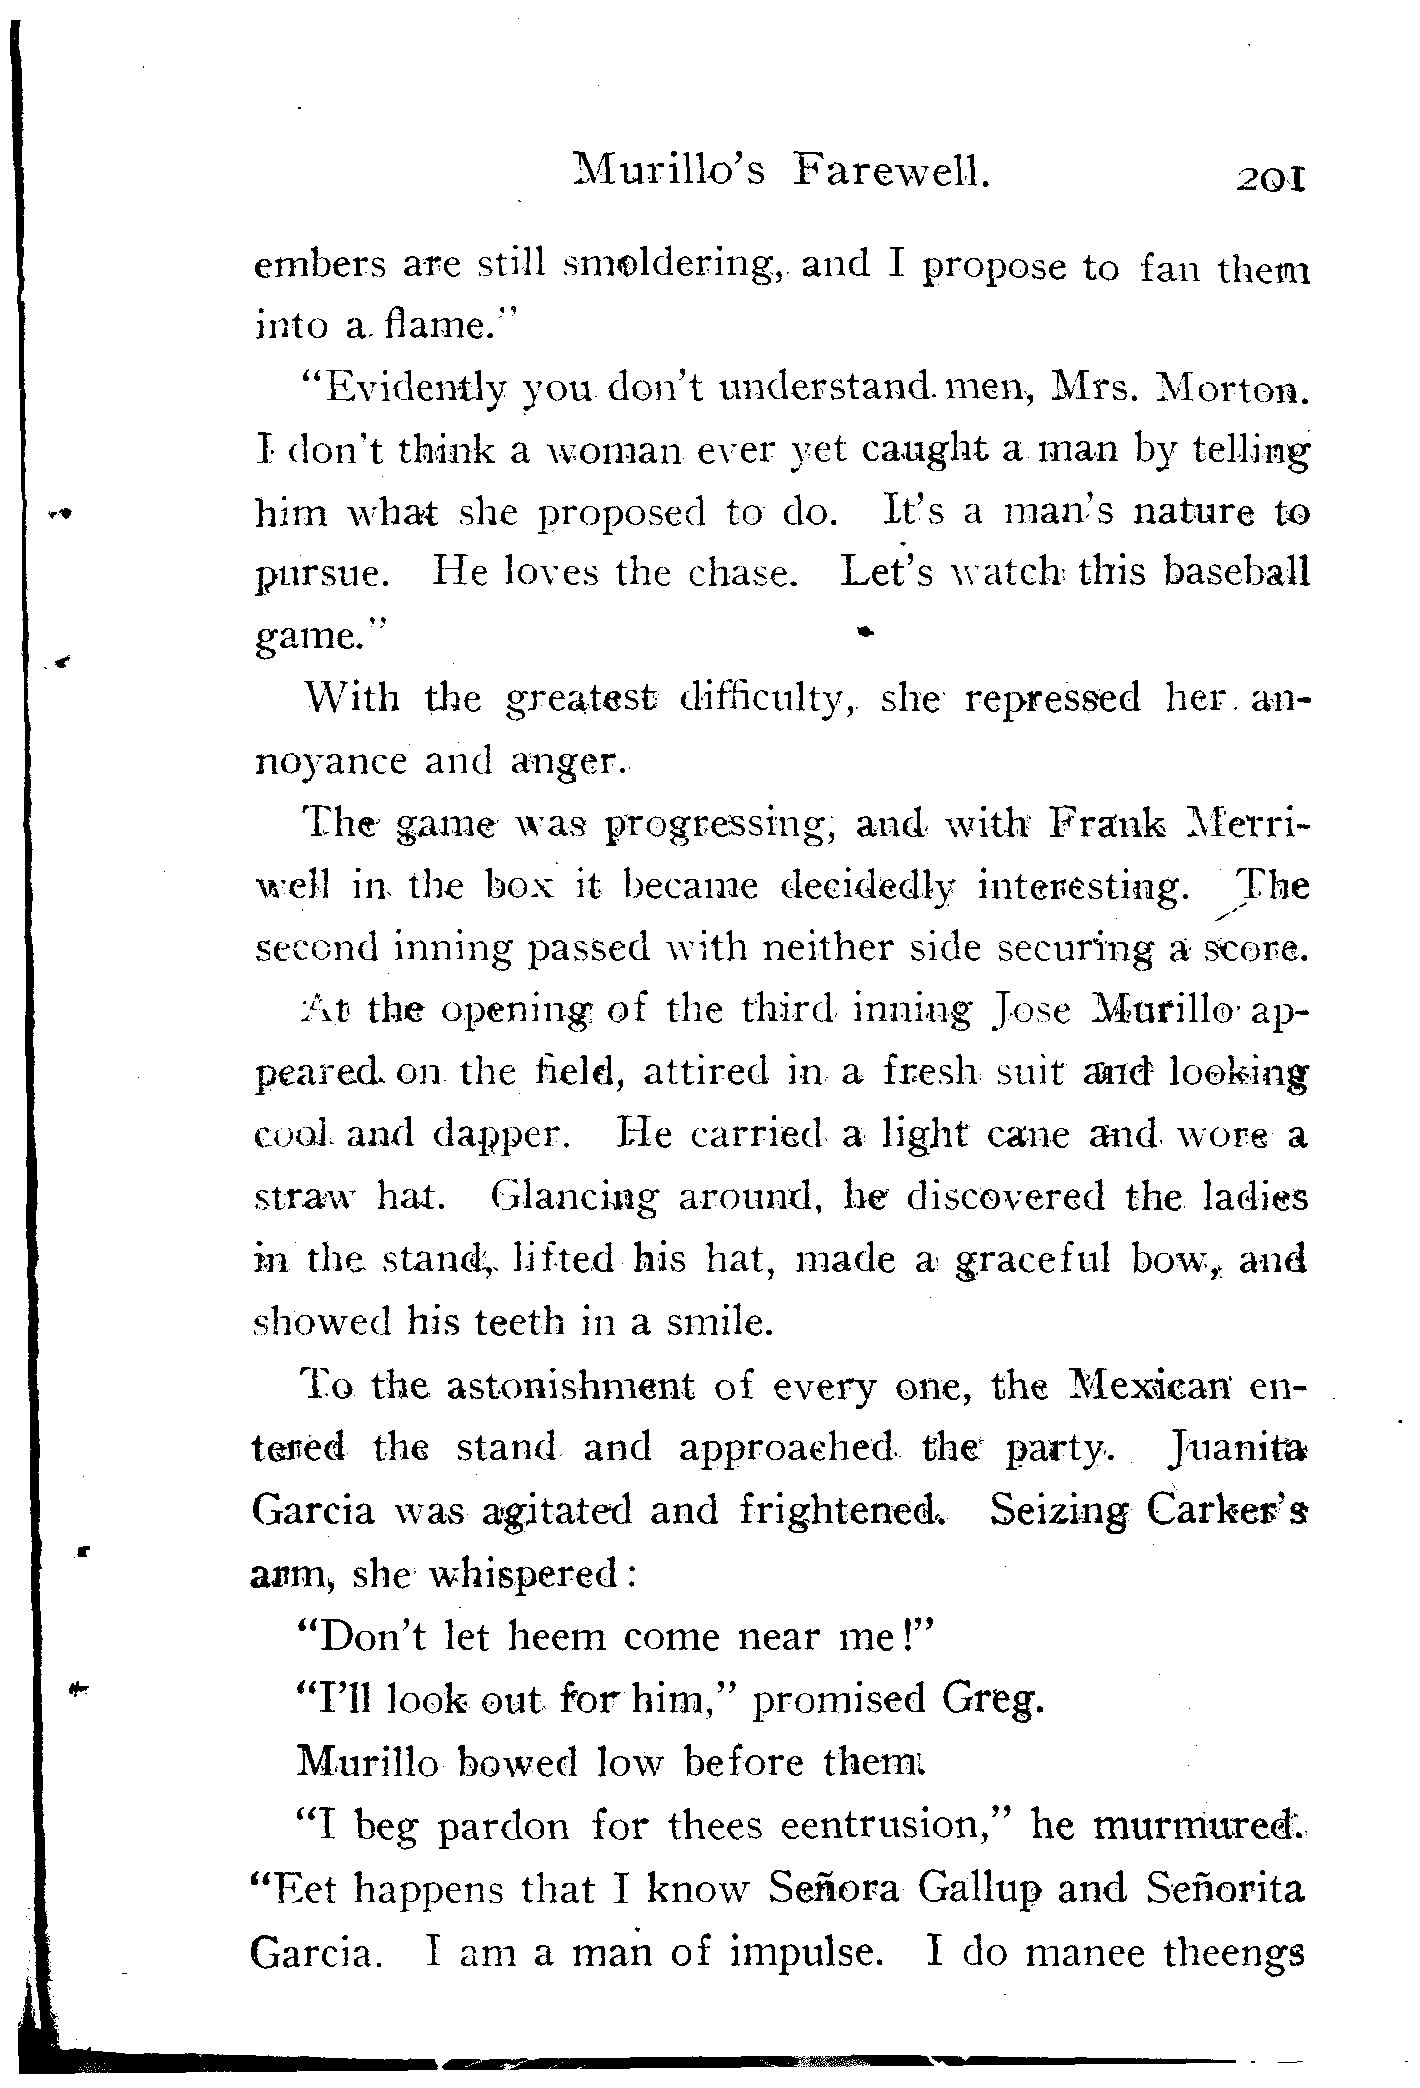 Murillo's Farewell. 201
embers are still smoldering, and I propose to fan them
into a flame."
"Evidently you don't understand men, Mrs. Morton.
I don't think a woman ever yet caught a man by telling
him what she proposed to do. It's a man's nature to
pursue. He loves the chase. Let's watch this baseball
game."
With the greatest difficulty, she repressed her an-
noyance and anger.
The game was progressing, and with Frank Merri-
well in the box it became decidedly interesting. The
second inning passed with neither side securing a score.
At the opening of the third inning Jose Murillo ap-
peared on the field, attired in a fresh suit and looking
cool and dapper. He carried a light cane and wore a
straw hat. Glancing around, he discovered the ladies
in the stand, lifted his hat, made a graceful bow, and
showed his teeth in a smile.
To the astonishment of every one, the Mexican en-
tered the stand and approached the party. Juanita
Garcia was agitated and frightened. Seizing Carker's
arm, she whispered:
"Don't let heem come near me!"
"I'll look out for him," promised Greg.
Murillo bowed low before them.
"I beg pardon for thees eentrusion," he murmured.
"Eet happens that I know Señora Gallup and Señorita
Garcia. I am a man of impulse. I do manee theengs